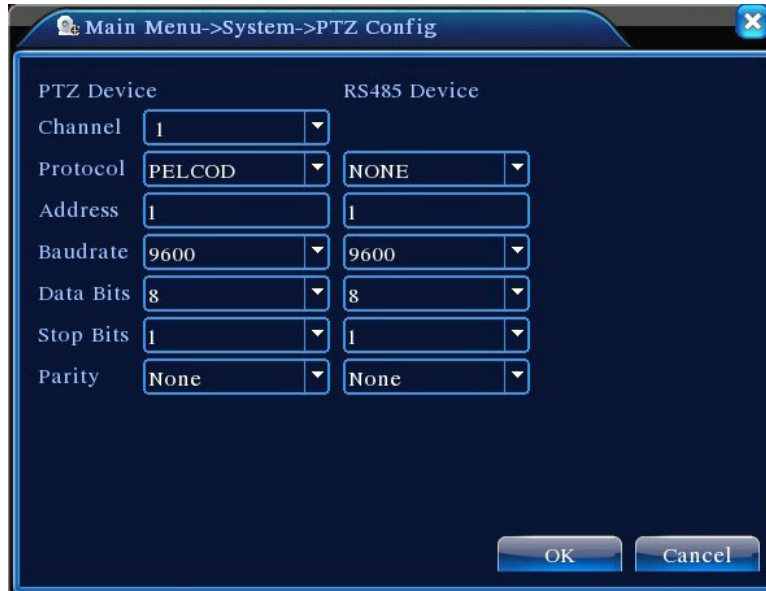 Main Menu->System->PTZ Config
PTZ Device RS485 Device
Channel 1
Protocol PELCOD NONE
Address 1 1
Baudrate 9600 9600
Data Bits 8 8
Stop Bits 1 1
Parity None None
OK Cancel